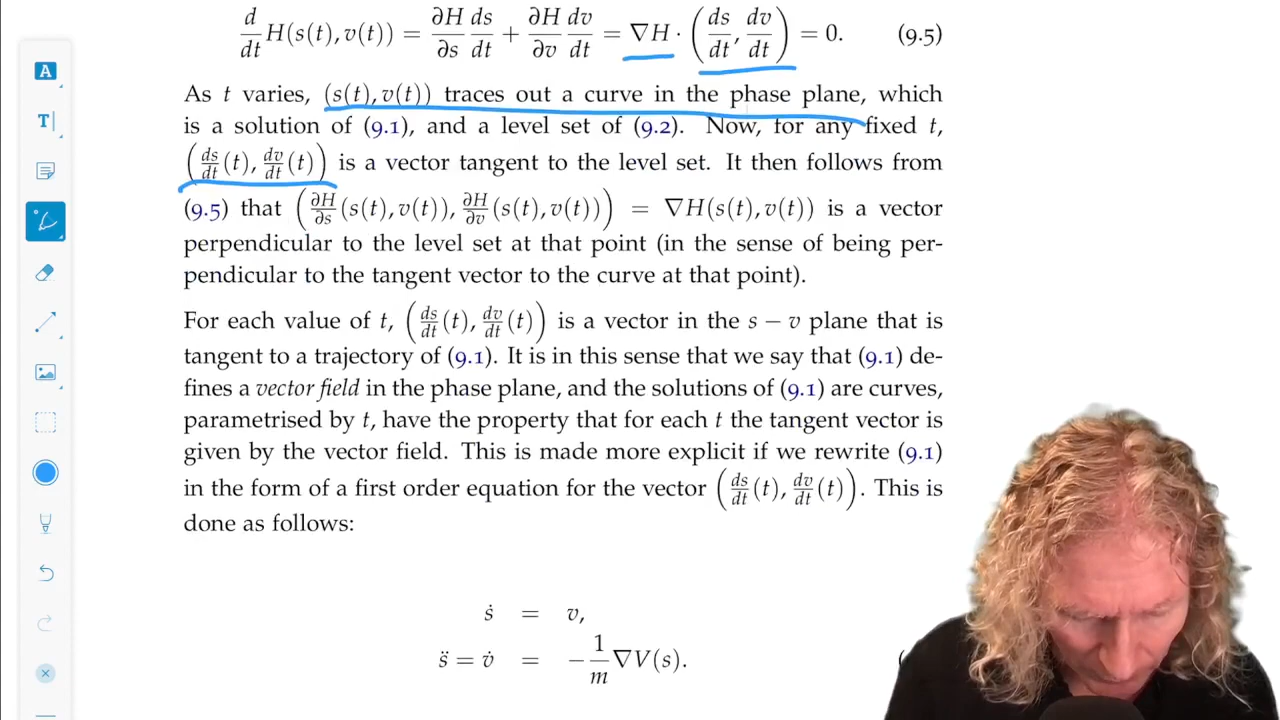 d/dt H(s(t), v(t)) = ∂H/∂s ds/dt + ∂H/∂v dv/dt = ∇H · (ds/dt, dv/dt) = 0. (9.5)
As t varies, (s(t), v(t)) traces out a curve in the phase plane, which
is a solution of (9.1), and a level set of (9.2). Now, for any fixed t,
(ds/dt(t), dv/dt(t)) is a vector tangent to the level set. It then follows from
(9.5) that (∂H/∂s(s(t), v(t)), ∂H/∂v(s(t), v(t))) = ∇H(s(t), v(t)) is a vector
perpendicular to the level set at that point (in the sense of being per-
pendicular to the tangent vector to the curve at that point).
For each value of t, (ds/dt(t), dv/dt(t)) is a vector in the s − v plane that is
tangent to a trajectory of (9.1). It is in this sense that we say that (9.1) de-
fines a vector field in the phase plane, and the solutions of (9.1) are curves,
parametrised by t, have the property that for each t the tangent vector is
given by the vector field. This is made more explicit if we rewrite (9.1)
in the form of a first order equation for the vector (ds/dt(t), dv/dt(t)). This is
done as follows:
ṡ = v,
s̈ = v̇ = −1/m ∇V(s).
A
T